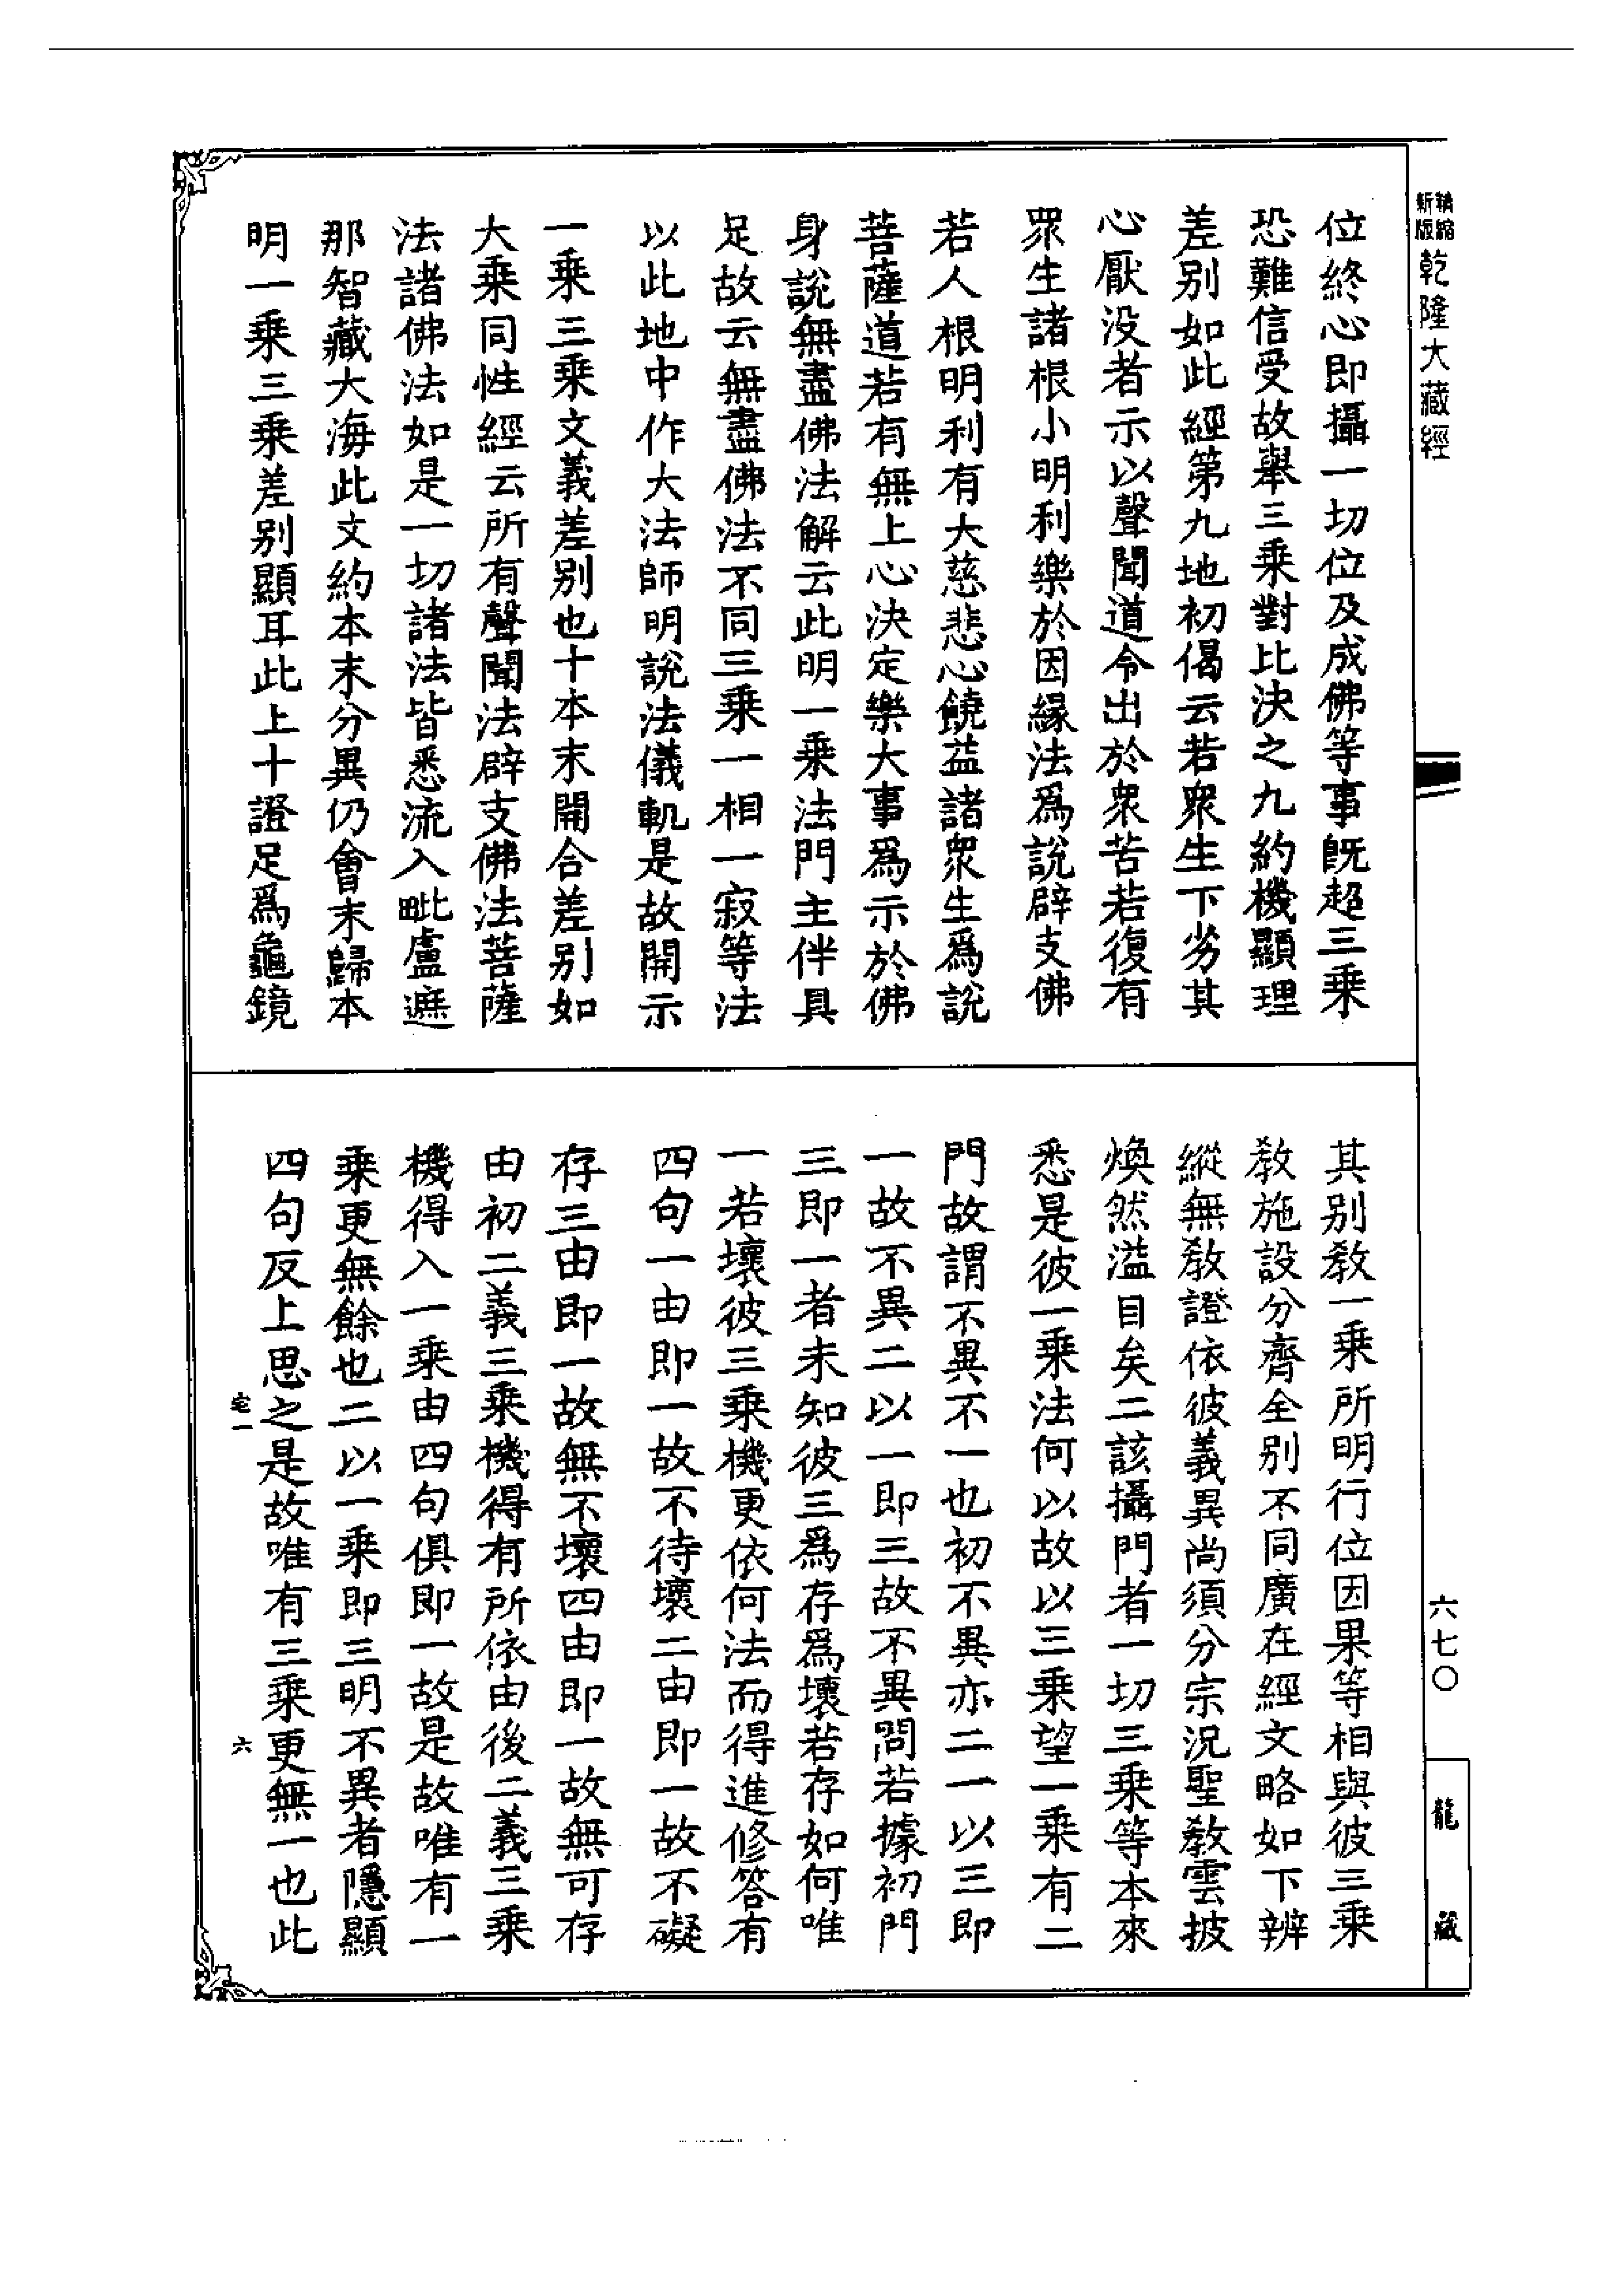 新版精縮乾隆大藏經
位終心即攝一切位及成佛等事旣超三乘
恐難信受故舉三乘對比決之九約機顯理
差别如此經第九地初偈云若衆生下劣其
心厭没者示以聲聞道令出於衆苦若復有
衆生諸根小明利樂於因緣法爲說辟支佛
若人根明利有大慈悲心饒益諸衆生爲說
菩薩道若有無上心決定樂大事爲示於佛
身說無盡佛法解云此明一乘法門主伴具
足故云無盡佛法不同三乘一相一寂等法
以此地中作大法師明說法儀軌是故開示
一乘三乘文義差别也十本末開合差别如
大乘同性經云所有聲聞法辟支佛法菩薩
法諸佛法如是一切諸法皆悉流入毗盧遮
那智藏大海此文約本末分異仍會末歸本
明一乘三乘差别顯耳此上十證足爲龜鏡
其别敎一乘所明行位因果等相與彼三乘
敎施設分齊全别不同廣在經文略如下辨
縱無敎證依彼義異尚須分宗況聖敎雲披
煥然溢目矣二該攝門者一切三乘等本來
悉是彼一乘法何以故以三乘望一乘有二
門故謂不異不一也初不異亦二一以三即
一故不異二以一即三故不異問若據初門
三即一者未知彼三爲存爲壞若存如何唯
一若壞彼三乘機更依何法而得進修答有
四句一由即一故不待壞二由即一故不礙
存三由即一故無不壞四由即一故無可存
由初二義三乘機得有所依由後二義三乘
機得入一乘由四句俱即一故是故唯有一
乘更無餘也二以一乘即三明不異者隱顯
四句反上思之是故唯有三乘更無一也此
宅一
六
六七〇
龍藏